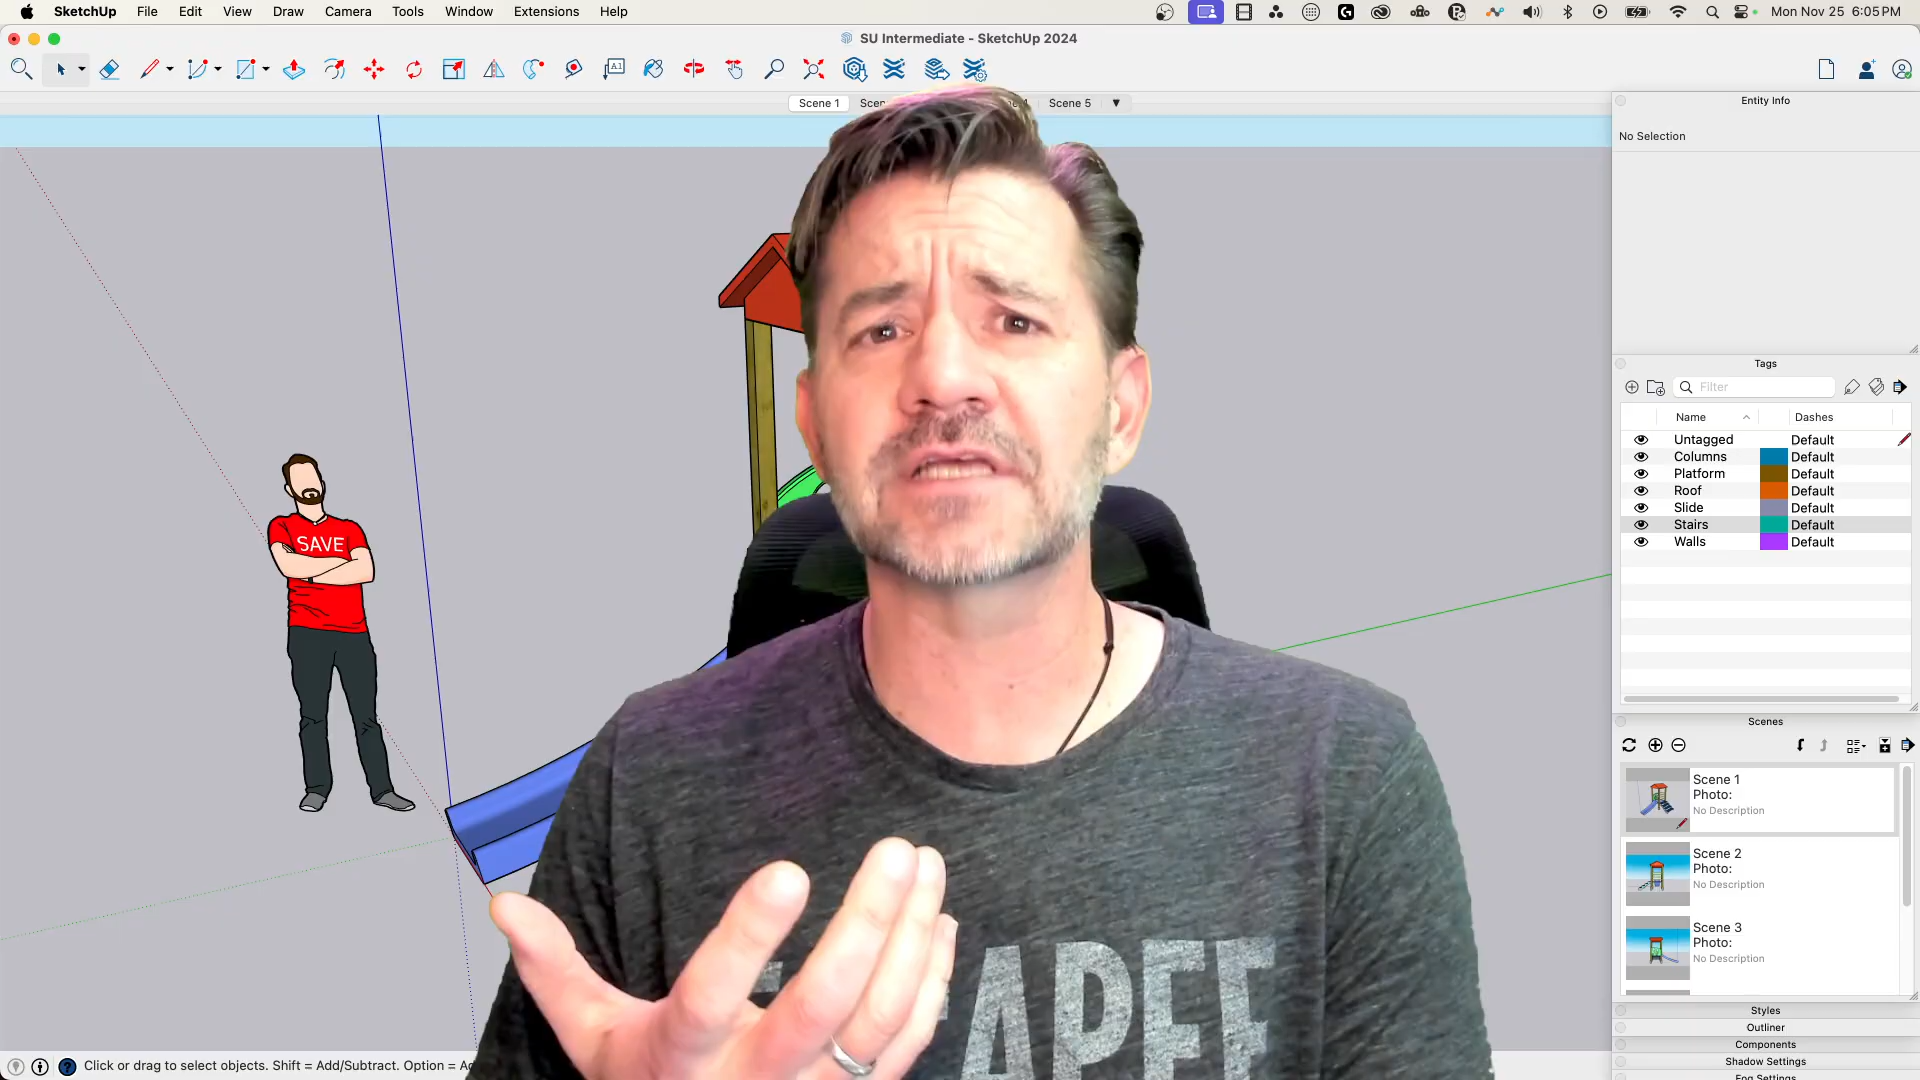 SketchUp File Edit View Draw Camera Tools Window Extensions Help Mon Nov 25 6:05 PM
SU Intermediate - SketchUp 2024
A1
Scene 1 Scene 5
Entity Info
No Selection
Tags
Filter
Name Dashes
Untagged Default
Columns Default
Platform Default
Roof Default
Slide Default
Stairs Default
Walls Default
SAVE
Scenes
Scene 1
Photo:
No Description
Scene 2
Photo:
No Description
Scene 3
Photo:
No Description
Styles
Outliner
Components
Shadow Settings
Fog Settings
Click or drag to select objects. Shift = Add/Subtract. Option =